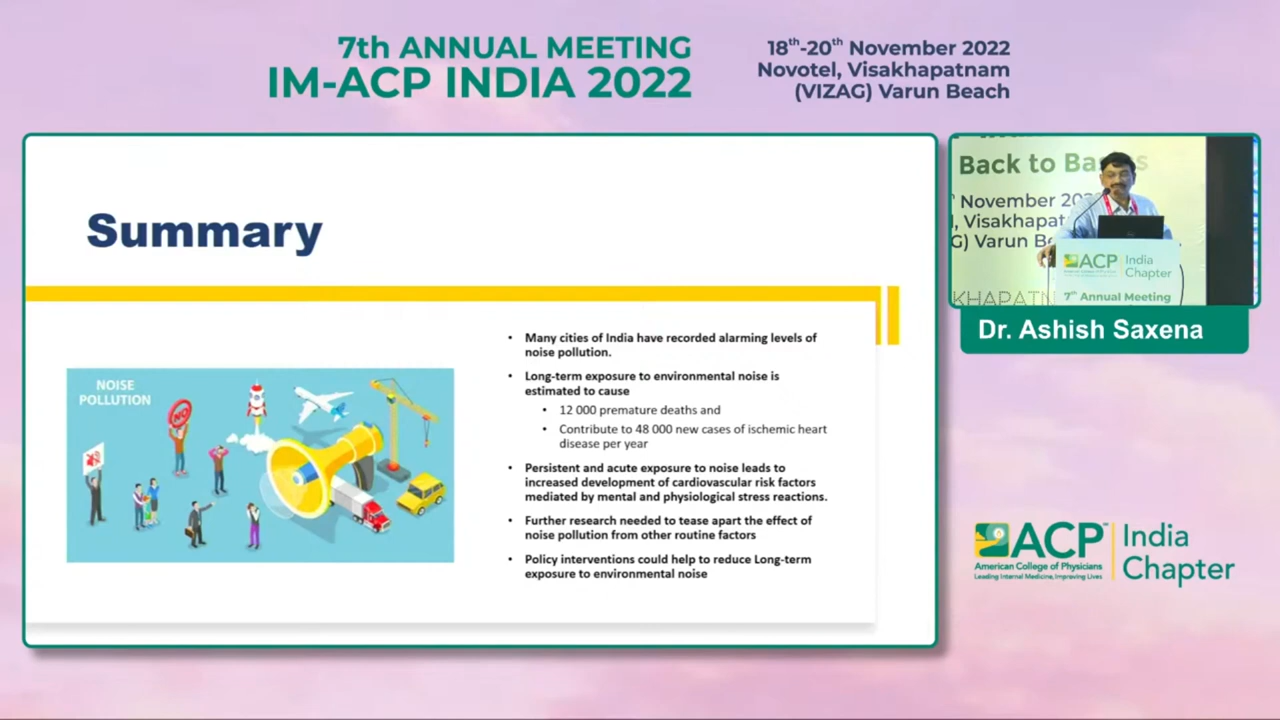 7th ANNUAL MEETING
IM-ACP INDIA 2022
18th-20th November 2022
Novotel, Visakhapatnam
(VIZAG) Varun Beach
Summary
NOISE
POLLUTION
NO
• Many cities of India have recorded alarming levels of
noise pollution.
• Long-term exposure to environmental noise is
estimated to cause
• 12 000 premature deaths and
• Contribute to 48 000 new cases of ischemic heart
disease per year
• Persistent and acute exposure to noise leads to
increased development of cardiovascular risk factors
mediated by mental and physiological stress reactions.
• Further research needed to tease apart the effect of
noise pollution from other routine factors
• Policy interventions could help to reduce Long-term
exposure to environmental noise
Back to Ba s
November 202
, Visakhapat
G) Varun Be
KHAPATN
ACP India
Chapter
7th Annual Meeting
Dr. Ashish Saxena
ACP
American College of Physicians
Leading Internal Medicine, Improving Lives
India
Chapter